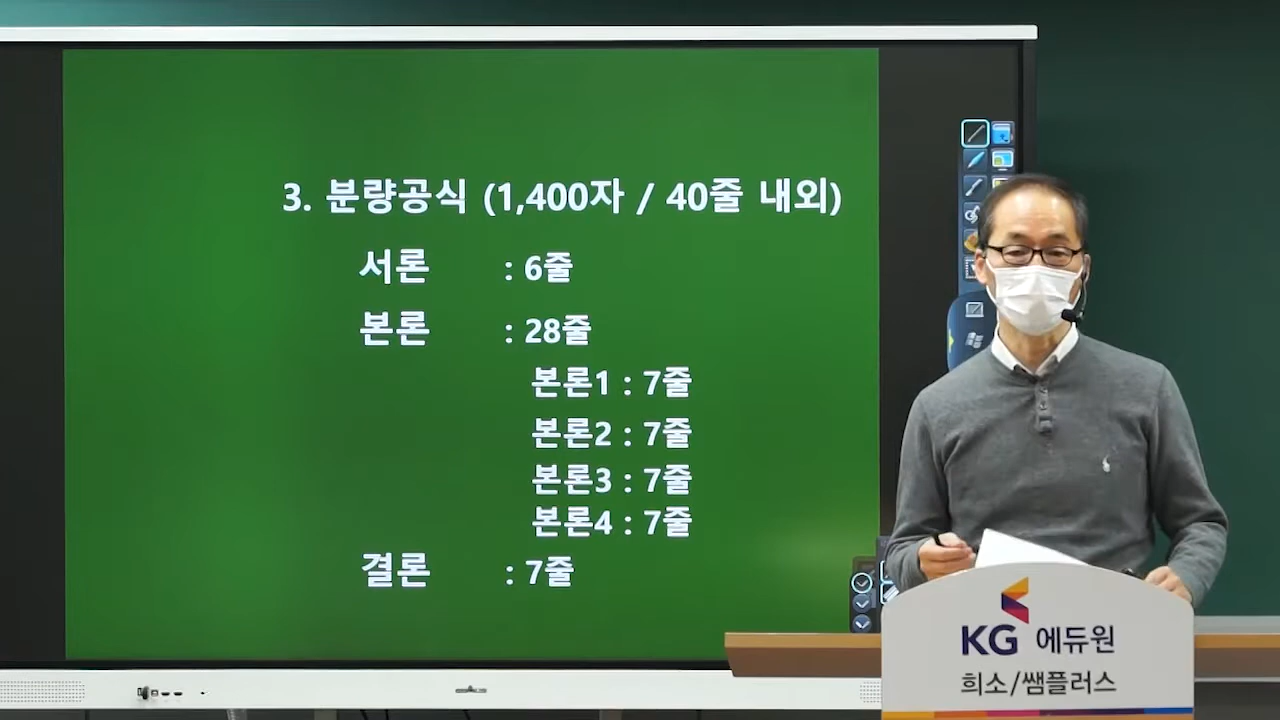 3. 분량공식 (1,400자 / 40줄 내외)
서론 : 6줄
본론 : 28줄
본론1 : 7줄
본론2 : 7줄
본론3 : 7줄
본론4 : 7줄
결론 : 7줄
KG 에듀원
희소/쌤플러스